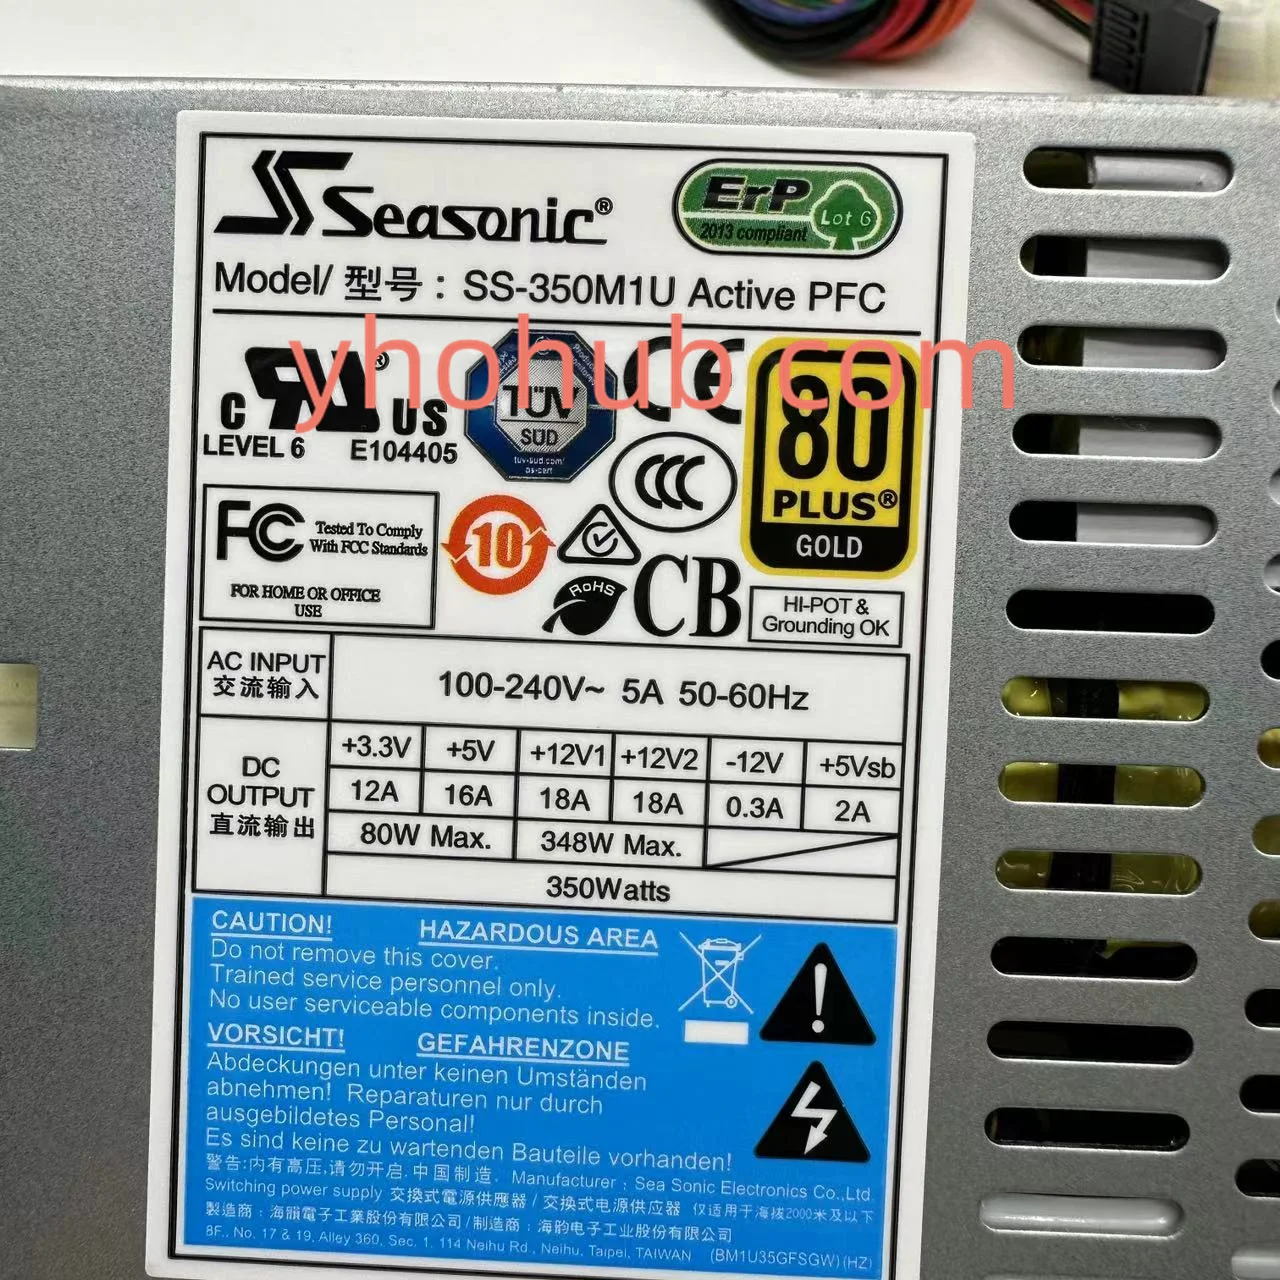 Seasonic®
ErP
Lot 6
2013 compliant
Model/ 型号 : SS-350M1U Active PFC
yhohub.com
C US
®
LEVEL 6 E104405
TÜV
SÜD
tuv-sud.com/
ps-cert
CE
CCC
80
PLUS®
GOLD
FC
Tested To Comply
With FCC Standards
FOR HOME OR OFFICE
USE
10
RoHS
CB
HI-POT &
Grounding OK
AC INPUT
交流输入
100-240V~ 5A 50-60Hz
DC
OUTPUT
直流输出
+3.3V +5V +12V1 +12V2 -12V +5Vsb
12A 16A 18A 18A 0.3A 2A
80W Max. 348W Max.
350Watts
CAUTION! HAZARDOUS AREA
Do not remove this cover.
Trained service personnel only.
No user serviceable components inside.
VORSICHT! GEFAHRENZONE
Abdeckungen unter keinen Umständen
abnehmen! Reparaturen nur durch
ausgebildetes Personal!
Es sind keine zu wartenden Bauteile vorhanden!
警告:内有高压,请勿开启. 中国制造. Manufacturer : Sea Sonic Electronics Co.,Ltd.
Switching power supply 交換式電源供應器 / 交换式电源供应器 仅适用于海拔2000米及以下
製造商：海韻電子工業股份有限公司 / 制造商：海韵电子工业股份有限公司
8F., No. 17 & 19, Alley 360, Sec. 1, 114 Neihu Rd., Neihu, Taipei, TAIWAN (BM1U35GFSGW) (HZ)